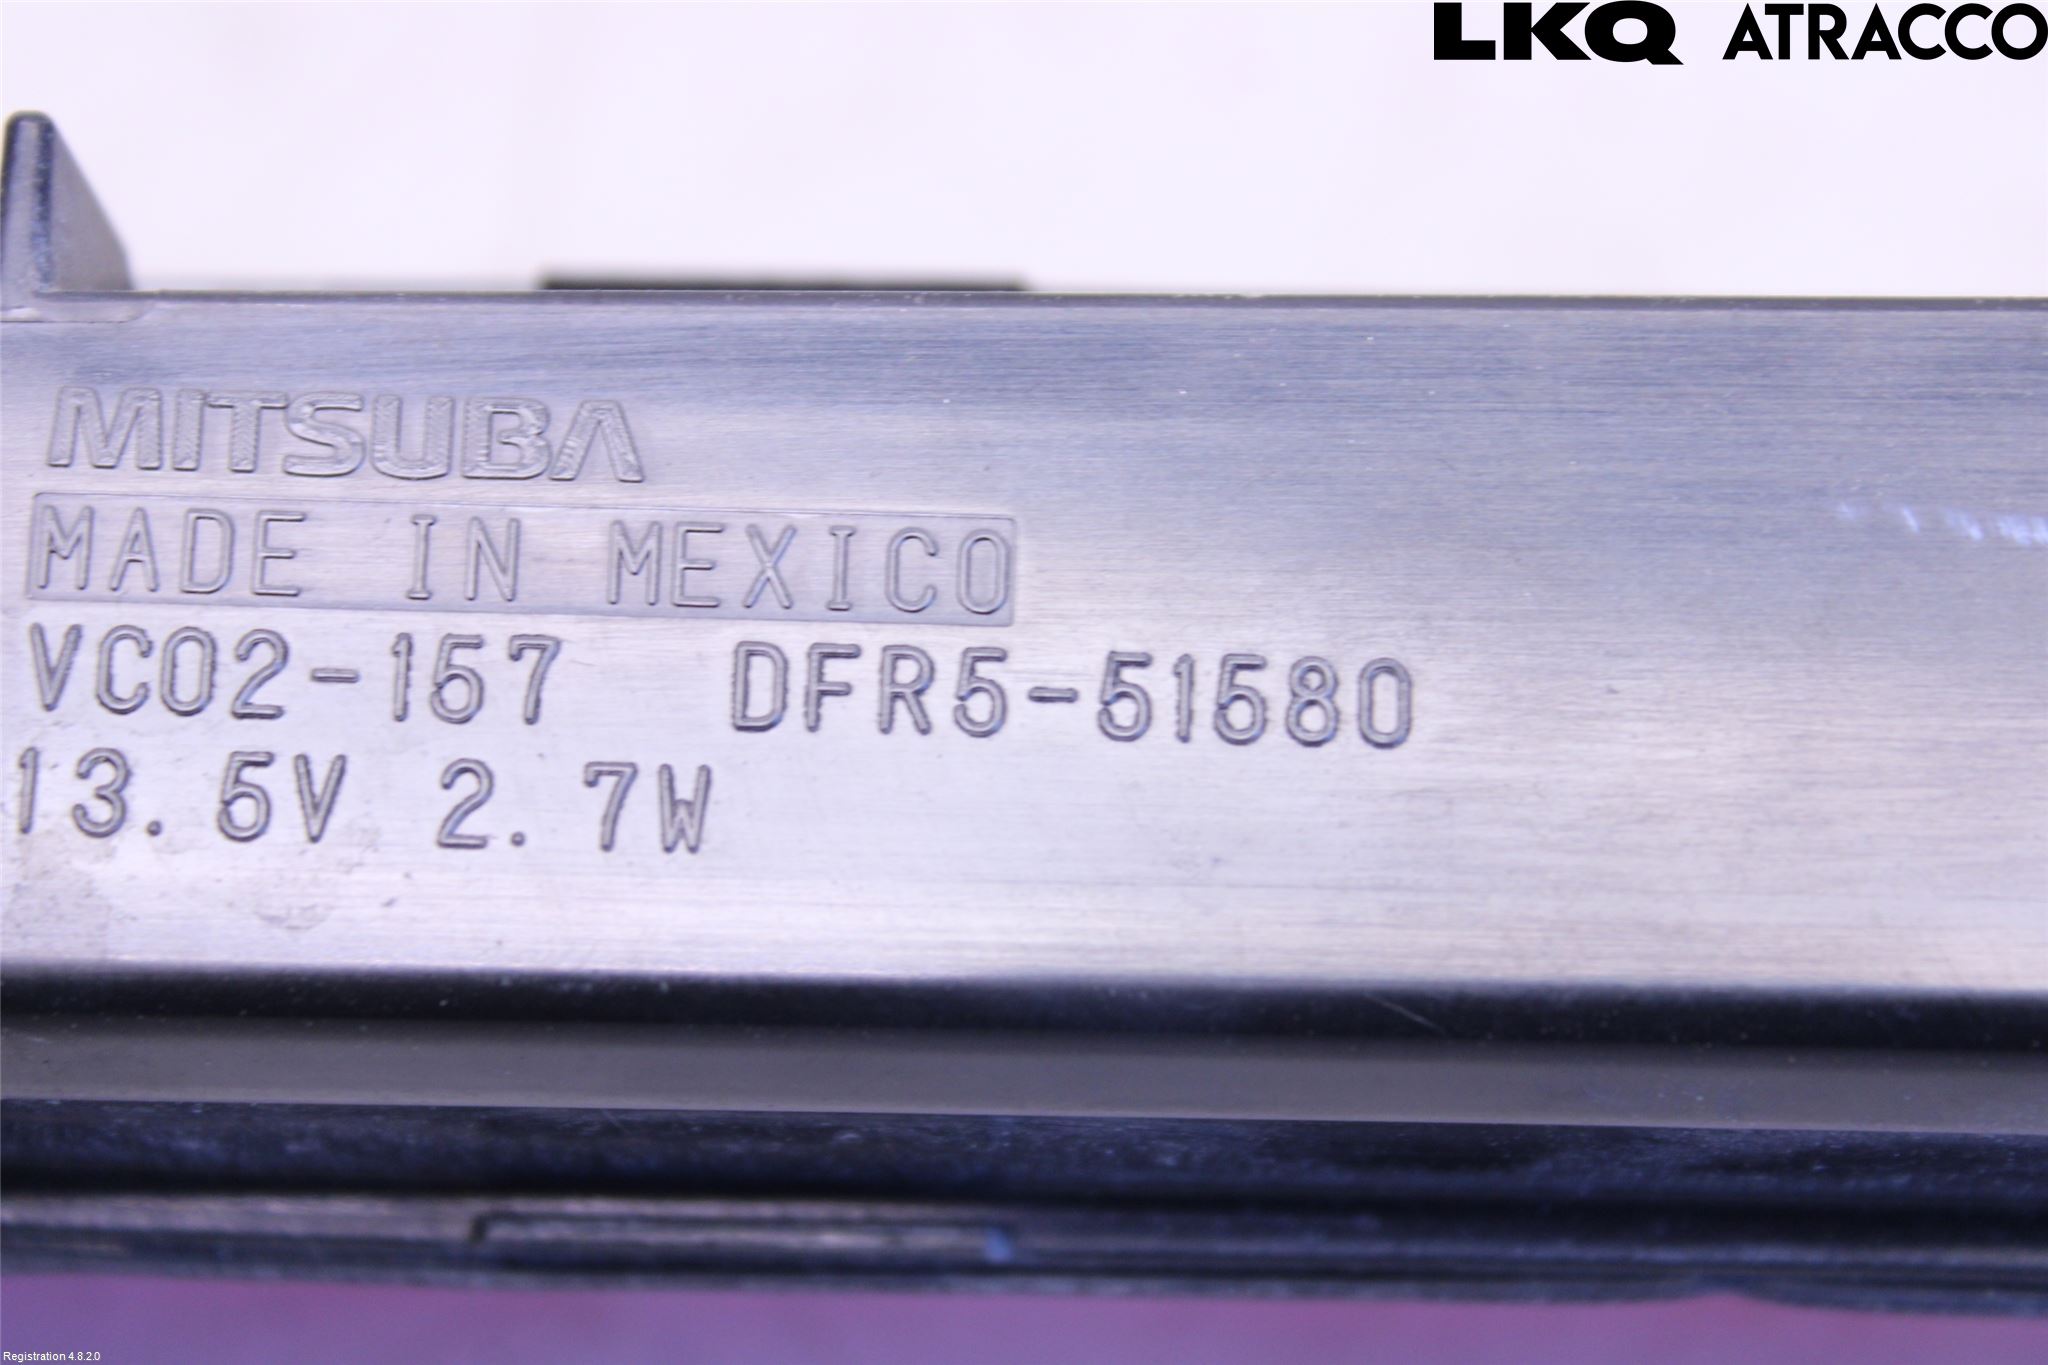 LKQ ATRACCO
MITSUBA
MADE IN MEXICO
VC02-157 DFR5-51580
13.5V 2.7W
Registration 4.8.2.0